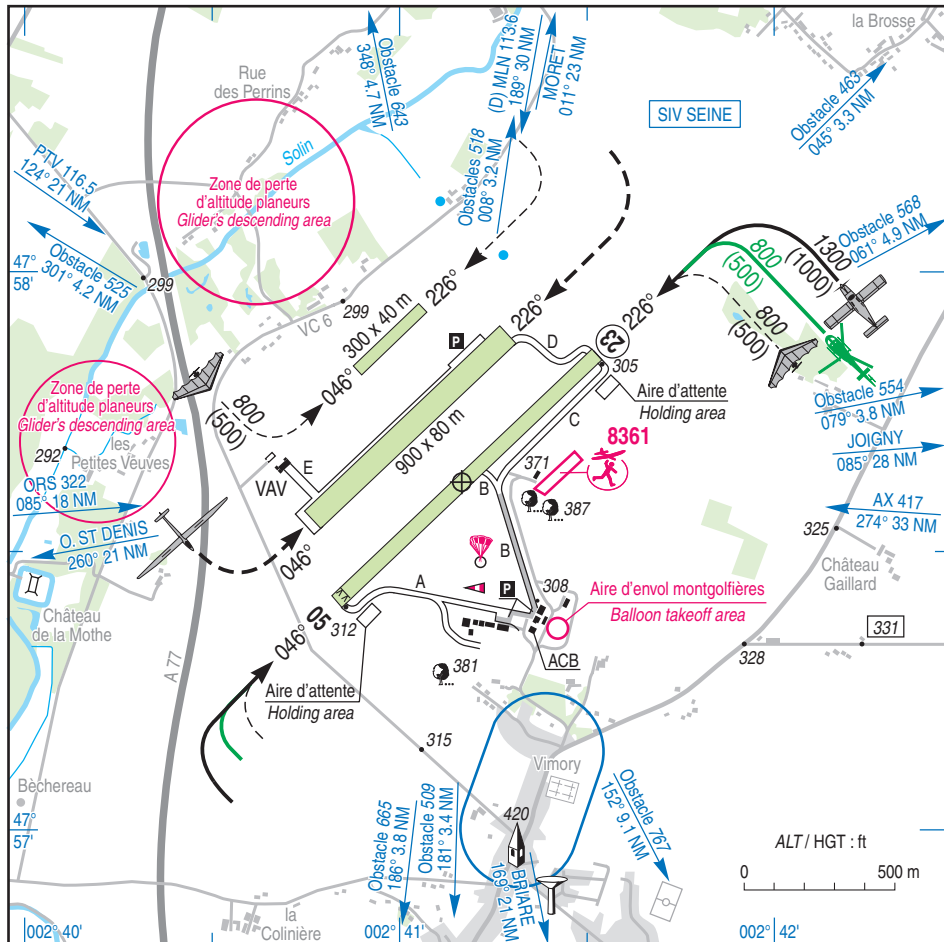 la Brosse
Obstacle 463
045° 3.3 NM
SIV SEINE
MORET
011° 23 NM
(D) MLN 113.6
189° 30 NM
Obstacle 643
348° 4.7 NM
Rue
des Perrins
Solin
Obstacles 518
008° 3.2 NM
PTV 116.5
124° 21 NM
Zone de perte
d'altitude planeurs
Glider's descending area
Obstacle 568
061° 4.9 NM
1300
(1000)
800
(500)
800
(500)
47°
58'
Obstacle 525
301° 4.2 NM
299
299
VC 6
300 x 40 m
226°
046°
226°
226°
23
305
P
D
Aire d'attente
Holding area
Obstacle 554
079° 3.8 NM
JOIGNY
085° 28 NM
Zone de perte
d'altitude planeurs
Glider's descending area
800
(500)
292
les
Petites Veuves
ORS 322
085° 18 NM
O. ST DENIS
260° 21 NM
900 x 80 m
C
8361
371
387
E
VAV
B
B
AX 417
274° 33 NM
325
Château
Gaillard
046°
Château
de la Mothe
A 77
A
P
308
Aire d'envol montgolfières
Balloon takeoff area
05
046°
312
ACB
381
328
331
Aire d'attente
Holding area
315
Vimory
Bèchereau
47°
57'
Obstacle 665
186° 3.8 NM
Obstacle 509
181° 3.4 NM
420
BRIARE
169° 21 NM
Obstacle 767
152° 9.1 NM
ALT / HGT : ft
0 500 m
la
Colinière
002° 40'
002° 41'
002° 42'